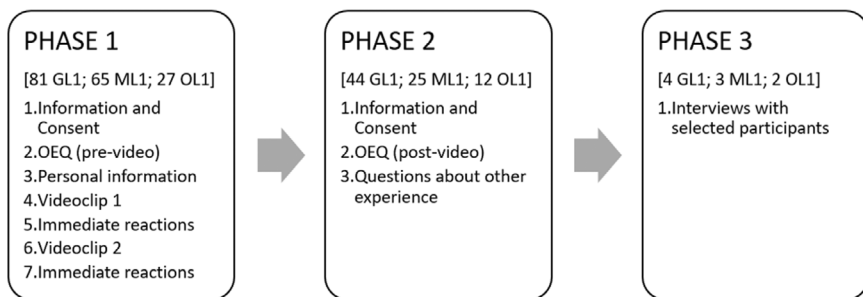 PHASE 1
[81 GL1; 65 ML1; 27 OL1]
1.Information and
Consent
2.OEQ (pre-video)
3.Personal information
4.Videoclip 1
5.Immediate reactions
6.Videoclip 2
7.Immediate reactions
PHASE 2
[44 GL1; 25 ML1; 12 OL1]
1.Information and
Consent
2.OEQ (post-video)
3.Questions about other
experience
PHASE 3
[4 GL1; 3 ML1; 2 OL1]
1.Interviews with
selected participants